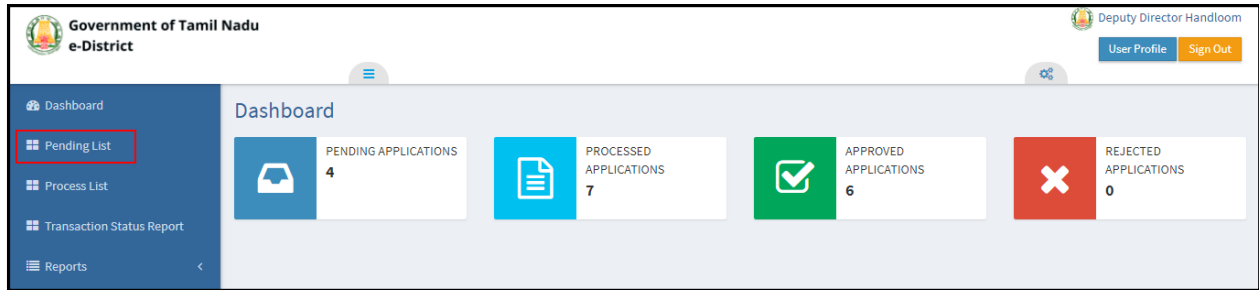 Government of Tamil Nadu
e-District
Deputy Director Handloom
User Profile
Sign Out
Dashboard
Pending List
Process List
Transaction Status Report
Reports
Dashboard
PENDING APPLICATIONS
4
PROCESSED
APPLICATIONS
7
APPROVED
APPLICATIONS
6
REJECTED
APPLICATIONS
0